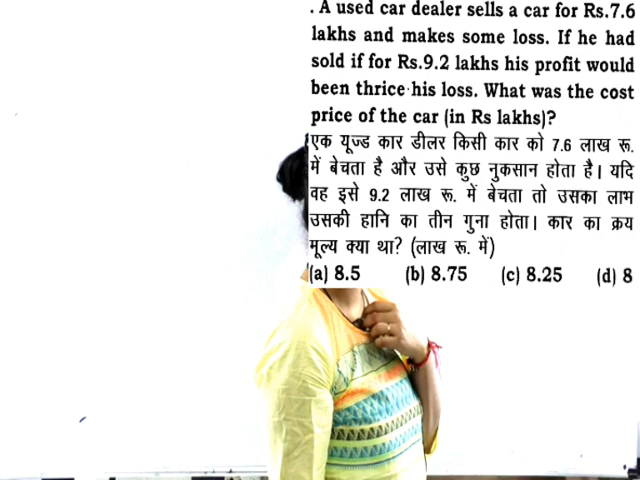 . A used car dealer sells a car for Rs.7.6
lakhs and makes some loss. If he had
sold if for Rs.9.2 lakhs his profit would
been thrice his loss. What was the cost
price of the car (in Rs lakhs)?
एक यूज्ड कार डीलर किसी कार को 7.6 लाख रू.
में बेचता है और उसे कुछ नुकसान होता है। यदि
वह इसे 9.2 लाख रू. में बेचता तो उसका लाभ
उसकी हानि का तीन गुना होता। कार का क्रय
मूल्य क्या था? (लाख रू. में)
(a) 8.5 (b) 8.75 (c) 8.25 (d) 8